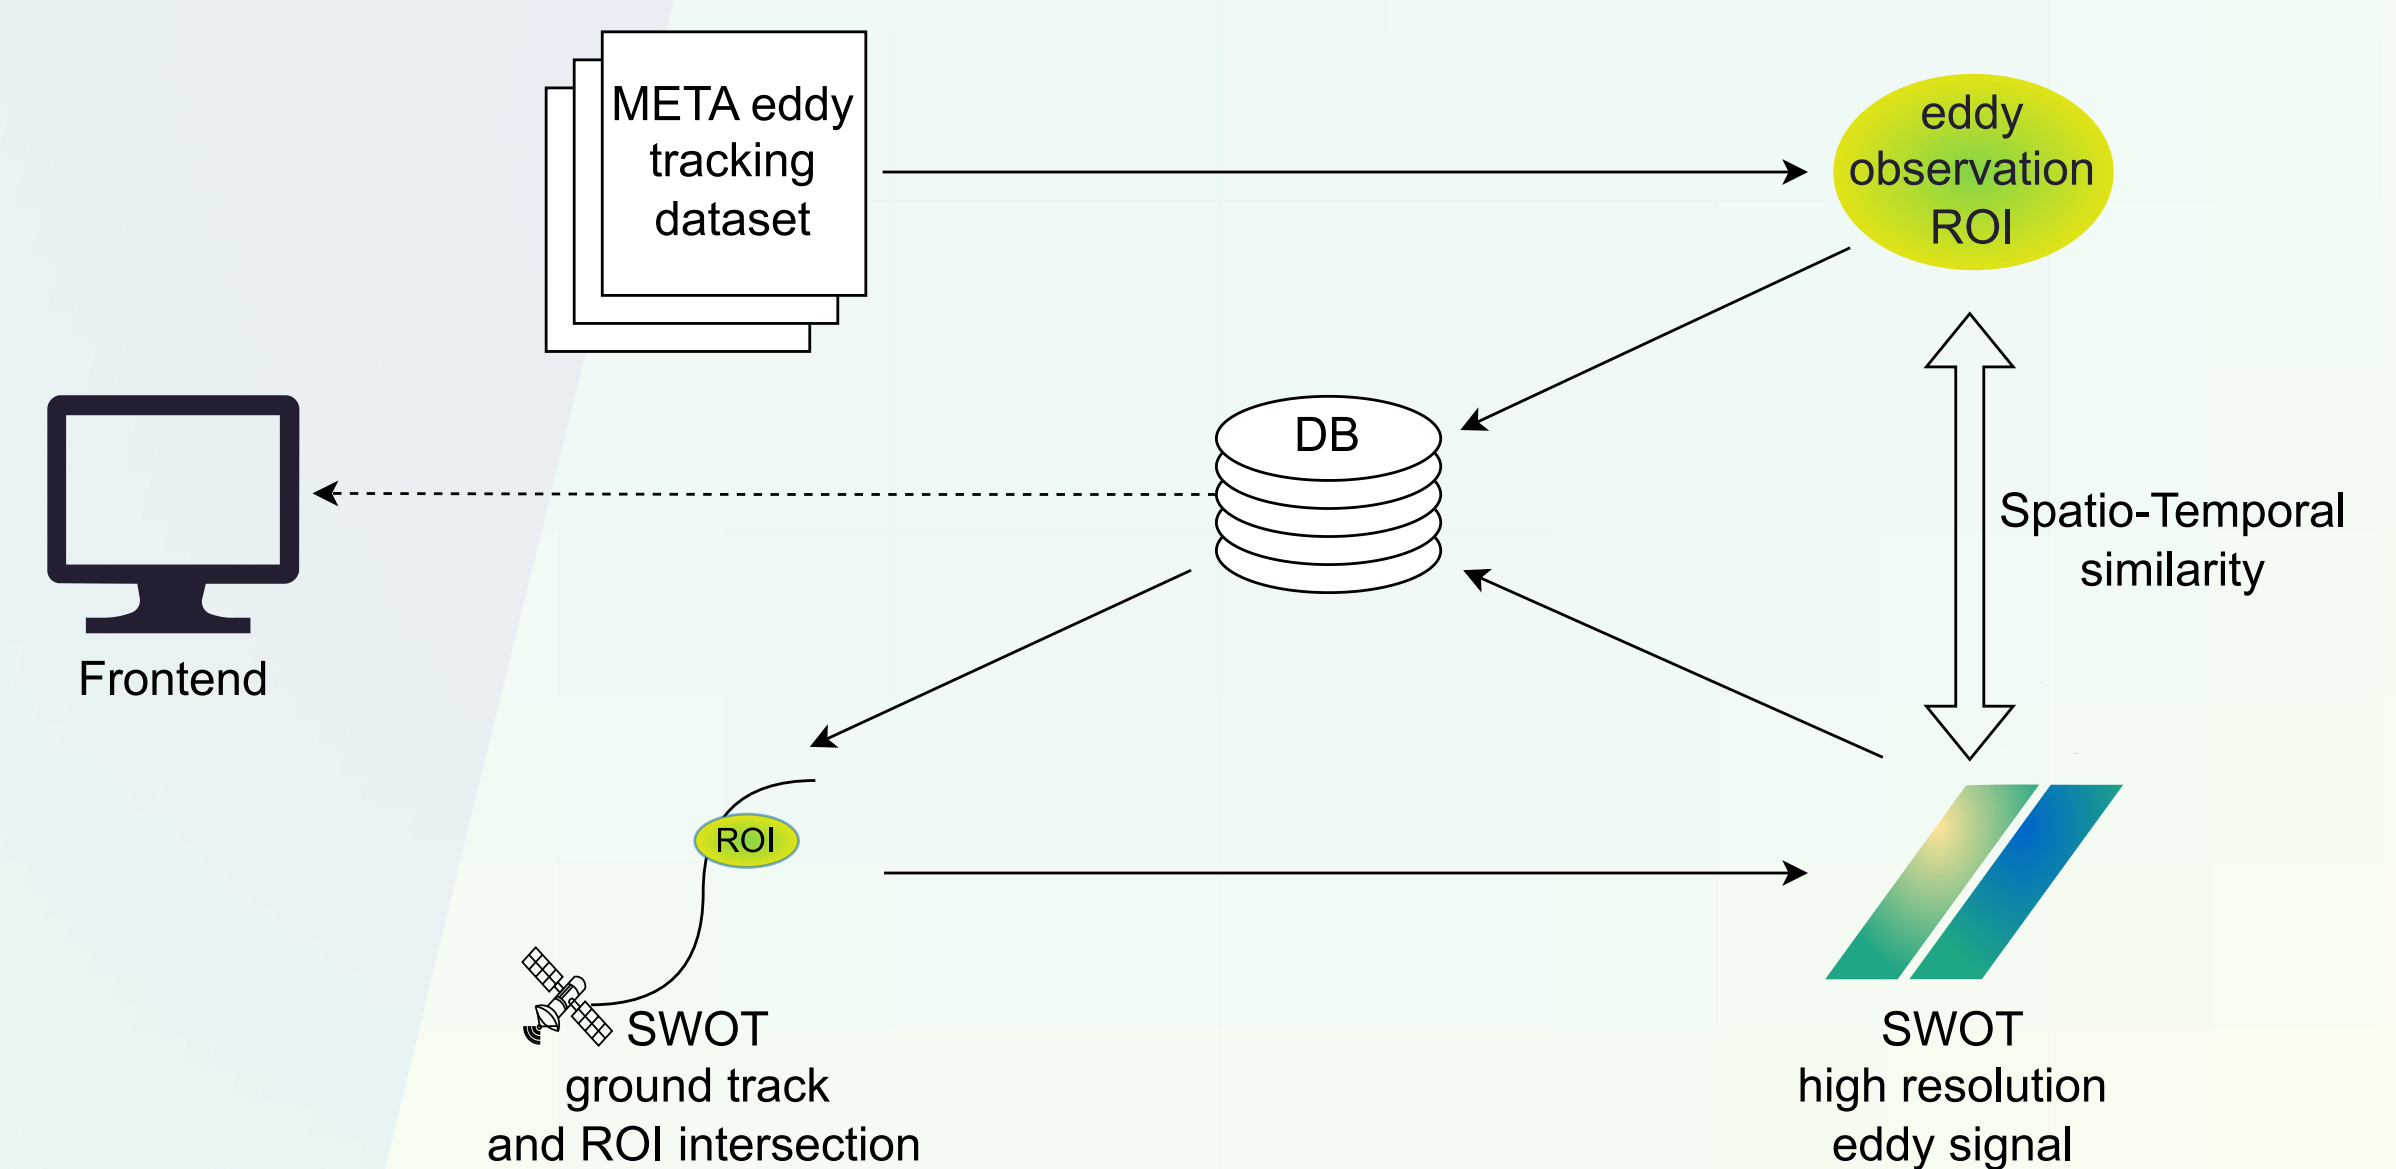 META eddy
tracking
dataset
eddy
observation
ROI
DB
Spatio-Temporal
similarity
Frontend
ROI
SWOT
ground track
and ROI intersection
SWOT
high resolution
eddy signal